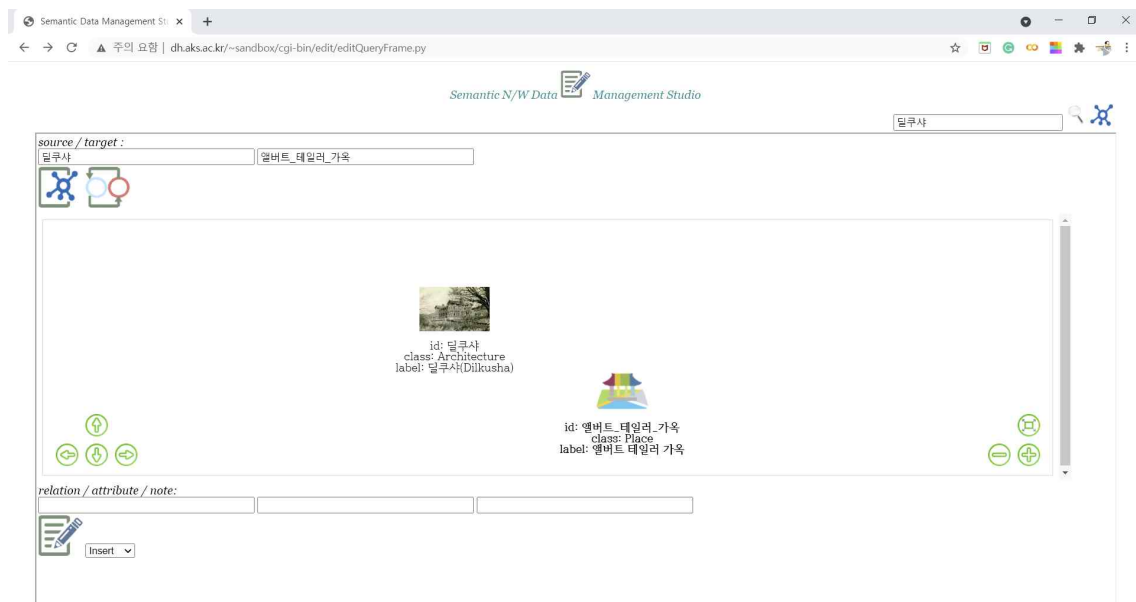 Semantic Data Management St
주의 요함 | dh.aks.ac.kr/~sandbox/cgi-bin/edit/editQueryFrame.py
Semantic N/W Data Management Studio
딜쿠샤
source / target :
딜쿠샤 앨버트_테일러_가옥
id: 딜쿠샤
class: Architecture
label: 딜쿠샤(Dilkusha)
id: 앨버트_테일러_가옥
class: Place
label: 앨버트 테일러 가옥
relation / attribute / note:
Insert